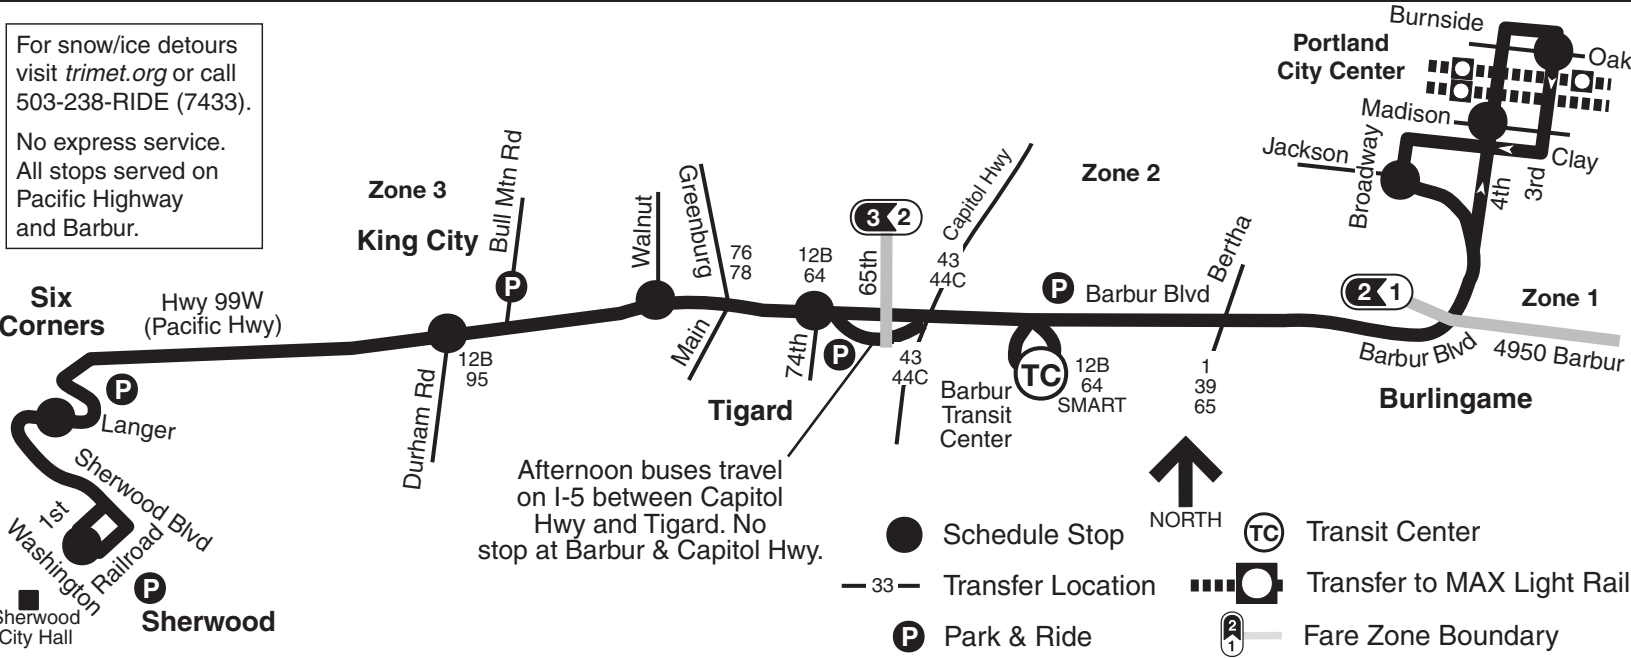 For snow/ice detours
visit trimet.org or call
503-238-RIDE (7433).
No express service.
All stops served on
Pacific Highway
and Barbur.
Zone 3
King City
Bull Mtn Rd
P
Six
Corners
Hwy 99W
(Pacific Hwy)
P
Langer
Sherwood Blvd
1st
Washington
Railroad
P
Sherwood
City Hall
Sherwood
12B
95
Durham Rd
Walnut
Greenburg
76
78
Main
Tigard
12B
64
74th
P
65th
3 2
Capitol Hwy
43
44C
43
44C
Zone 2
P
Barbur Blvd
Barbur
Transit
Center
TC
12B
64
SMART
Bertha
1
39
65
2 1
Zone 1
Barbur Blvd
4950 Barbur
Burlingame
Portland
City Center
Burnside
Oak
Madison
Jackson
Broadway
Clay
4th
3rd
Afternoon buses travel
on I-5 between Capitol
Hwy and Tigard. No
stop at Barbur & Capitol Hwy.
NORTH
Schedule Stop
TC Transit Center
33 Transfer Location
Transfer to MAX Light Rail
P Park & Ride
2
1
Fare Zone Boundary